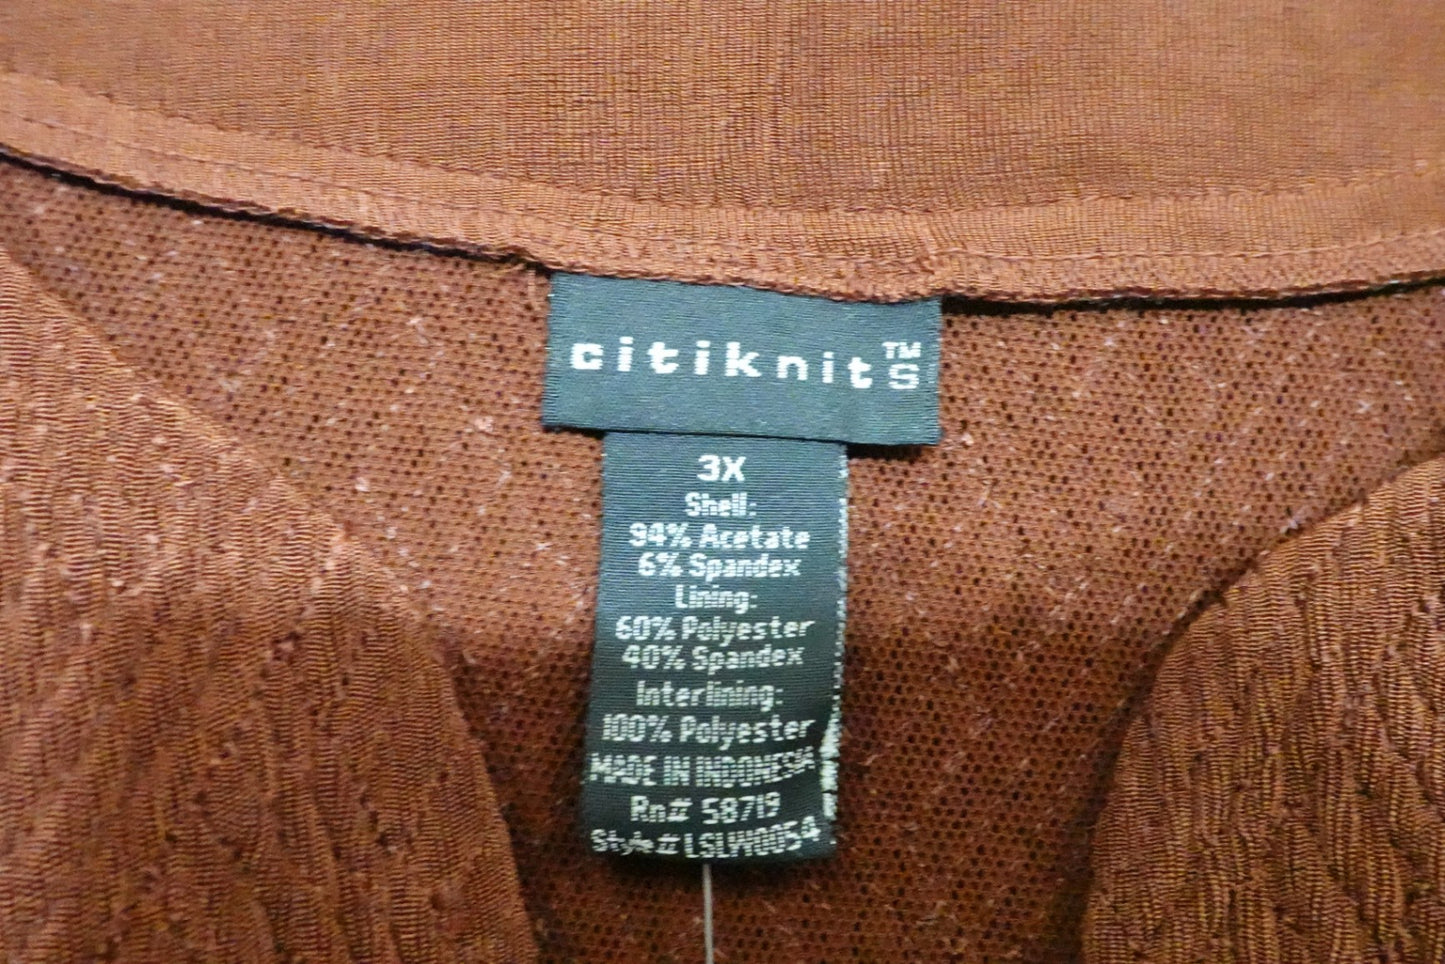 citiknits™
3X
Shell:
94% Acetate
6% Spandex
Lining:
60% Polyester
40% Spandex
Interlining:
100% Polyester
MADE IN INDONESIA
Rn# 58719
Style# LSLW0054